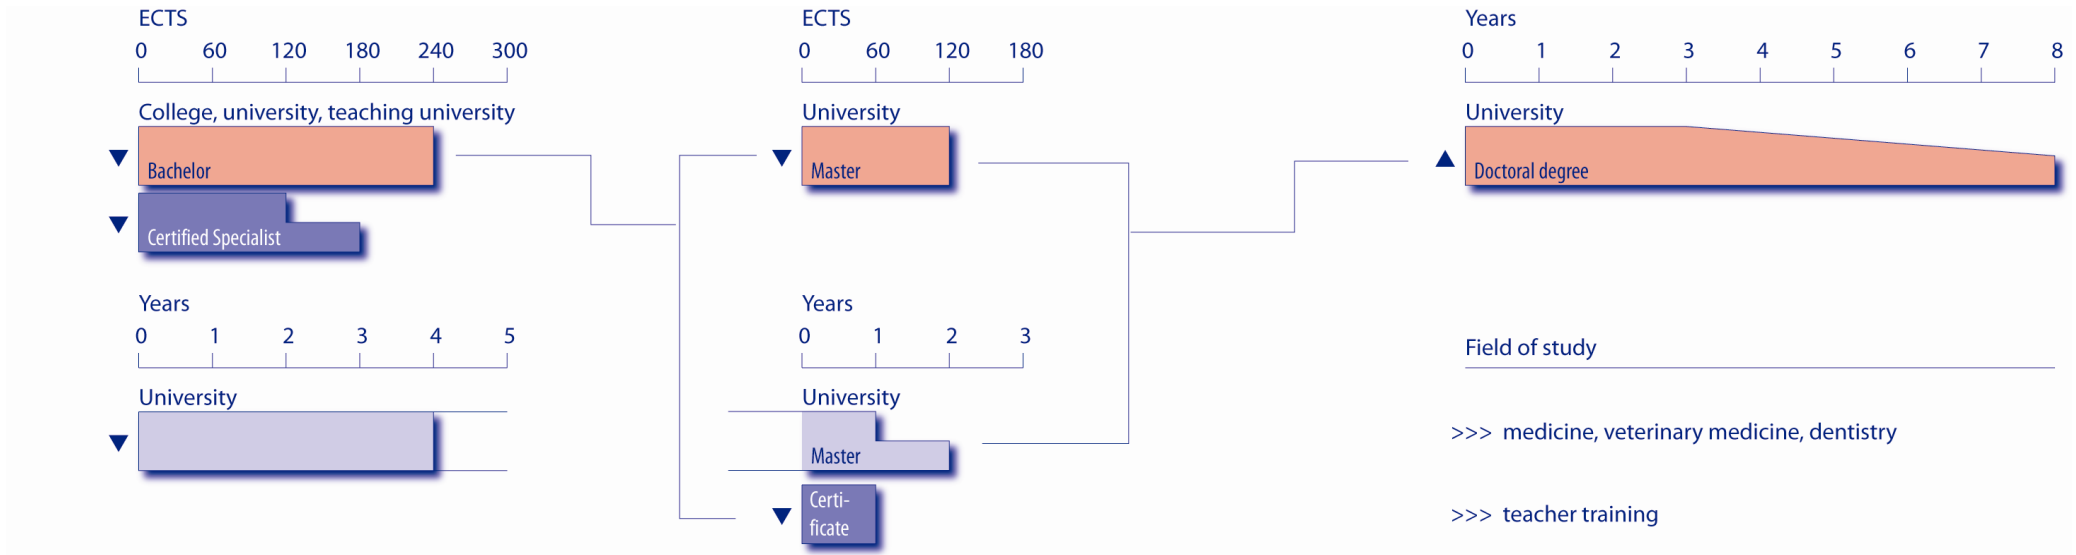 ECTS
0 60 120 180 240 300
College, university, teaching university
Bachelor
Certified Specialist
Years
0 1 2 3 4 5
University
ECTS
0 60 120 180
University
Master
Years
0 1 2 3
University
Master
Certi-
ficate
Years
0 1 2 3 4 5 6 7 8
University
Doctoral degree
Field of study
>>> medicine, veterinary medicine, dentistry
>>> teacher training